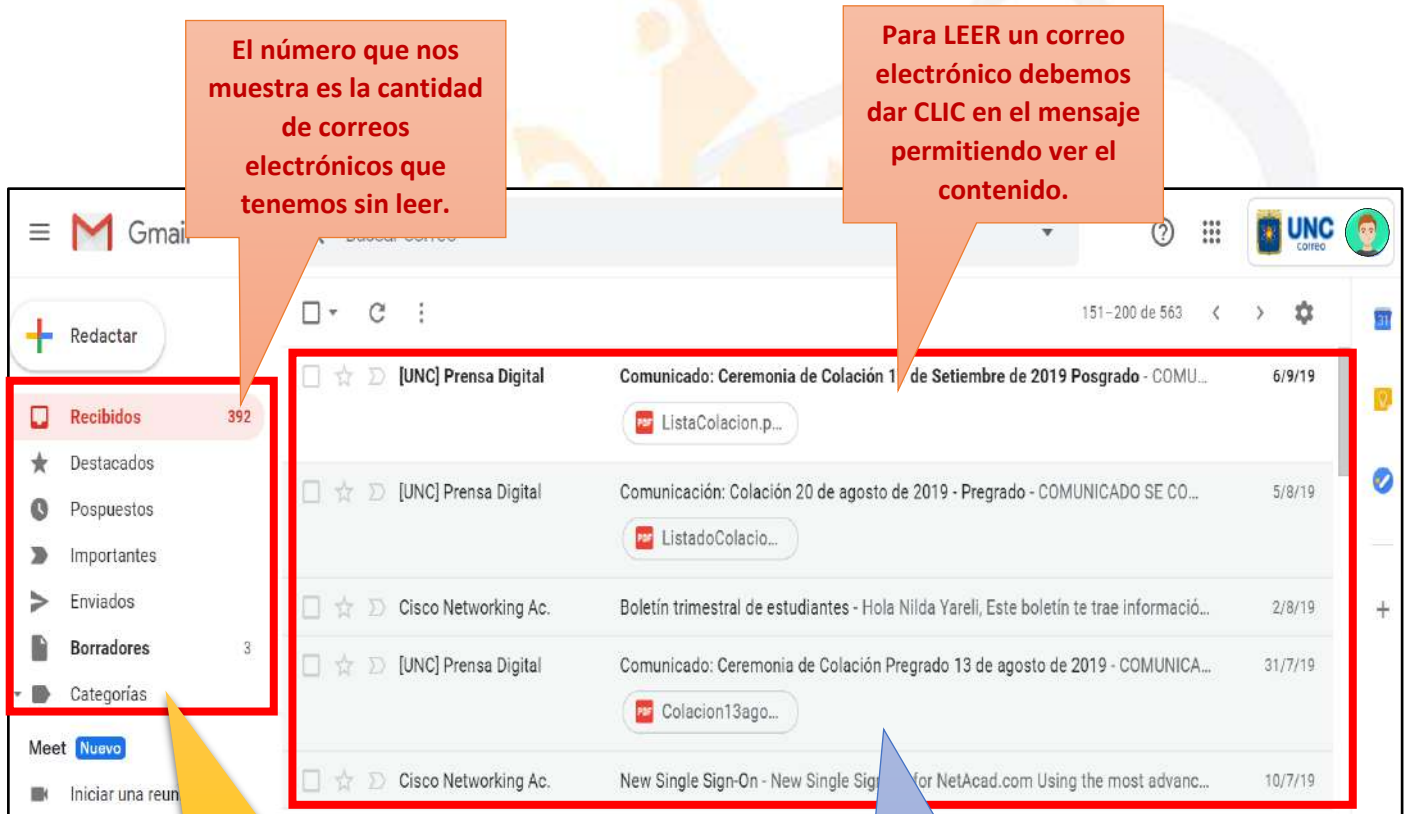 El número que nos
muestra es la cantidad
de correos
electrónicos que
tenemos sin leer.
Para LEER un correo
electrónico debemos
dar CLIC en el mensaje
permitiendo ver el
contenido.
Gmail
UNC
correo
Redactar
151–200 de 563
31
Recibidos 392
Destacados
Pospuestos
Importantes
Enviados
Borradores 3
Categorías
Meet Nuevo
Iniciar una
[UNC] Prensa Digital Comunicado: Ceremonia de Colación 1 de Setiembre de 2019 Posgrado - COMU... 6/9/19
PDF ListaColacion.p...
[UNC] Prensa Digital Comunicación: Colación 20 de agosto de 2019 - Pregrado - COMUNICADO SE CO... 5/8/19
PDF ListadoColacio...
Cisco Networking Ac. Boletín trimestral de estudiantes - Hola Nilda Yareli, Este boletín te trae informació... 2/8/19
[UNC] Prensa Digital Comunicado: Ceremonia de Colación Pregrado 13 de agosto de 2019 - COMUNICA... 31/7/19
PDF Colacion13ago...
Cisco Networking Ac. New Single Sign-On - New Single Sig for NetAcad.com Using the most advanc... 10/7/19